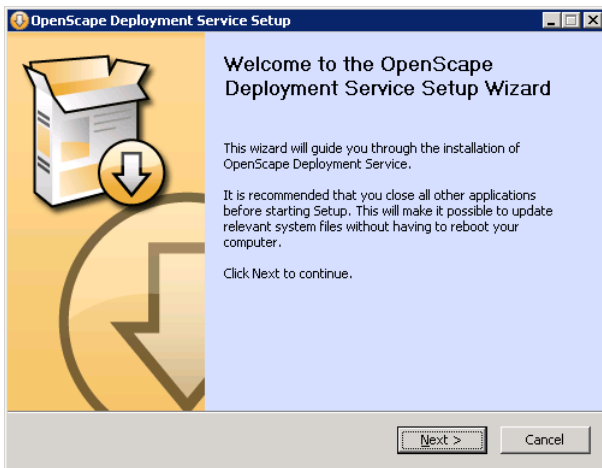 OpenScape Deployment Service Setup
Welcome to the OpenScape
Deployment Service Setup Wizard
This wizard will guide you through the installation of
OpenScape Deployment Service.
It is recommended that you close all other applications
before starting Setup. This will make it possible to update
relevant system files without having to reboot your
computer.
Click Next to continue.
Next >
Cancel